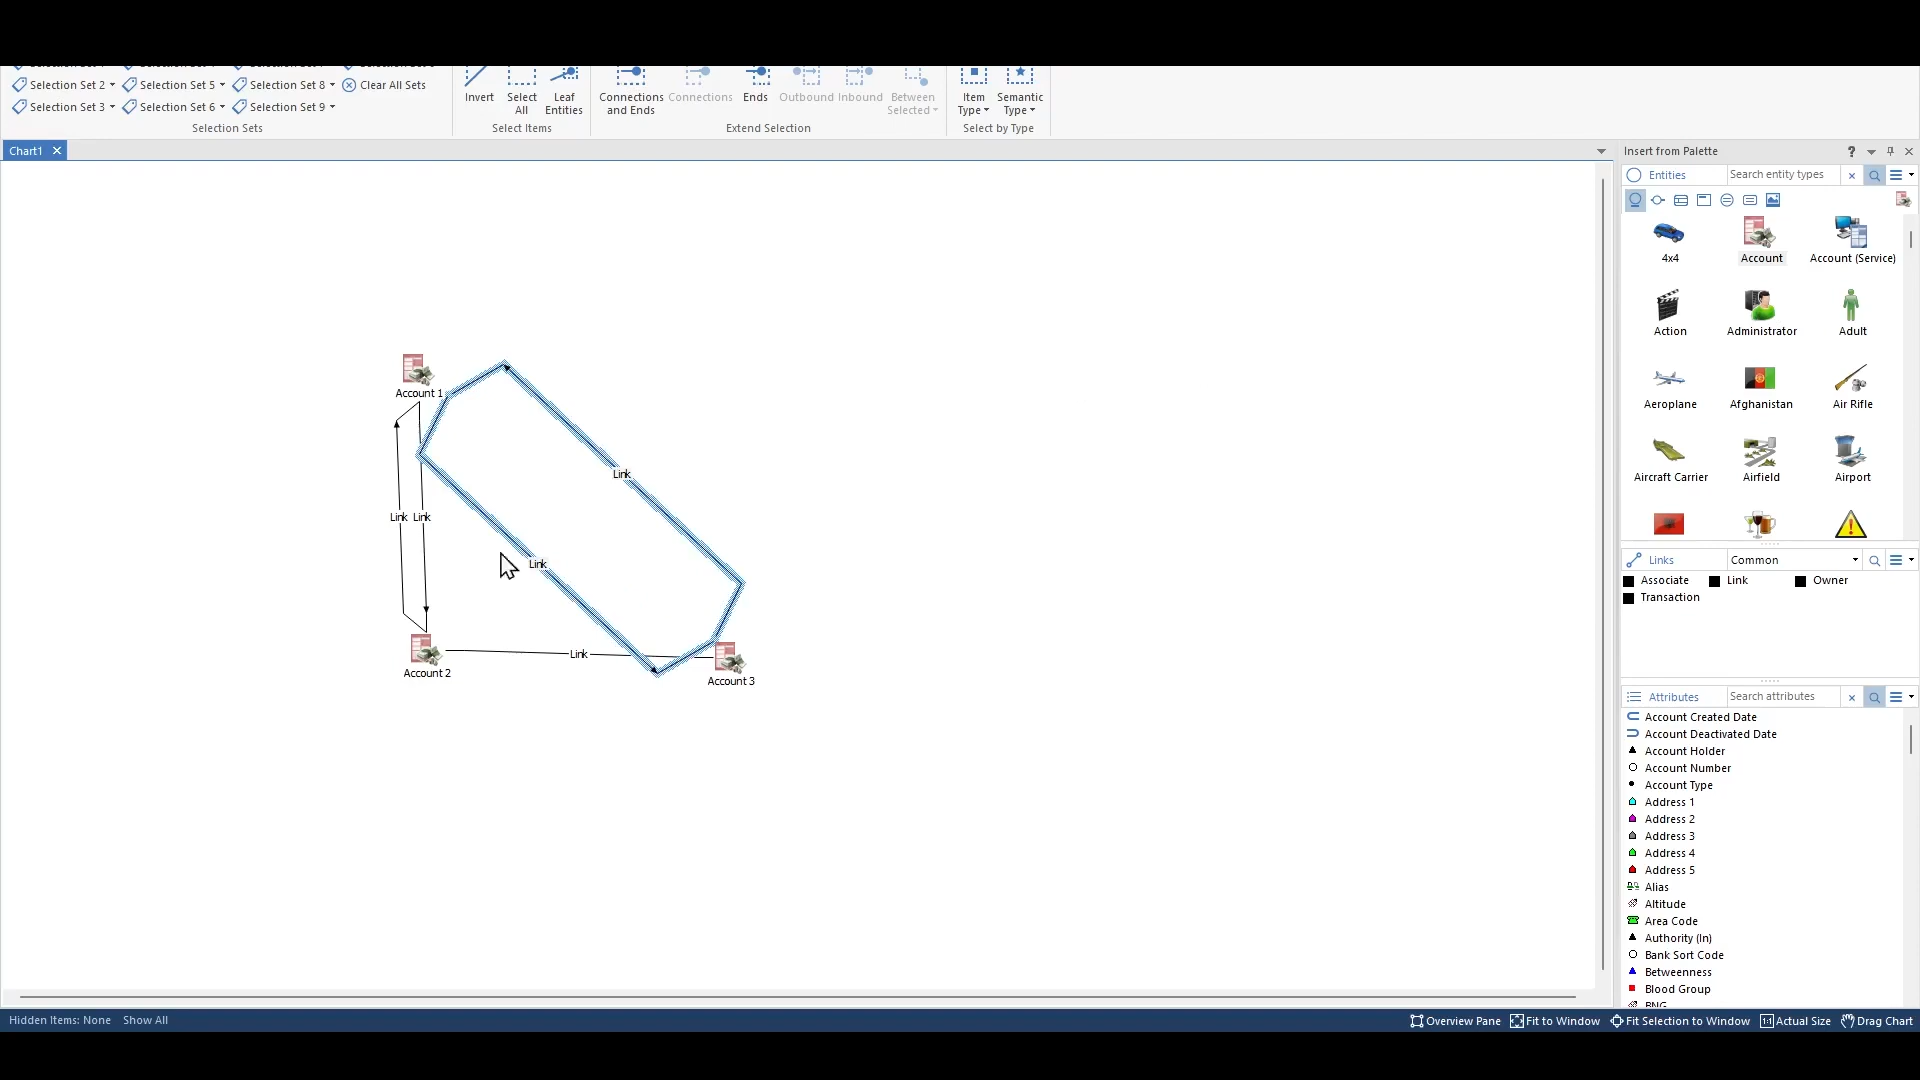 Selection Set 2
Selection Set 5
Selection Set 8
Clear All Sets
Selection Set 3
Selection Set 6
Selection Set 9
Selection Sets
Invert
Select All
Leaf Entities
Select Items
Connections and Ends
Connections
Ends
Outbound
Inbound
Between Selected
Extend Selection
Item Type
Semantic Type
Select by Type
Chart1
Account 1
Link
Link
Link
Link
Link
Account 2
Account 3
Insert from Palette
Entities
Search entity types
4x4
Account
Account (Service)
Action
Administrator
Adult
Aeroplane
Afghanistan
Air Rifle
Aircraft Carrier
Airfield
Airport
Links
Common
Associate
Link
Owner
Transaction
Attributes
Search attributes
Account Created Date
Account Deactivated Date
Account Holder
Account Number
Account Type
Address 1
Address 2
Address 3
Address 4
Address 5
Alias
Altitude
Area Code
Authority (In)
Bank Sort Code
Betweenness
Blood Group
Hidden Items: None
Show All
Overview Pane
Fit to Window
Fit Selection to Window
1:1
Actual Size
Drag Chart